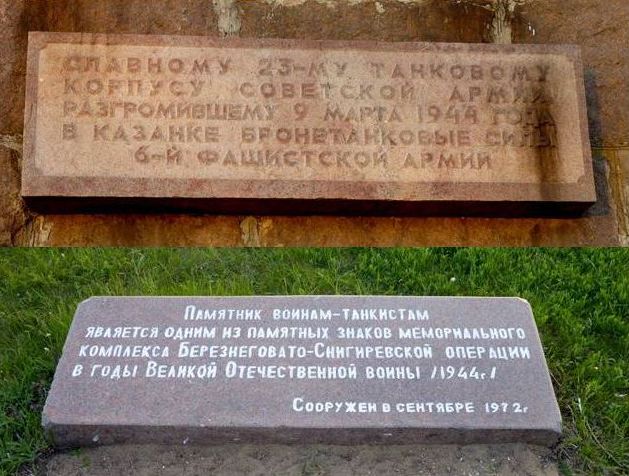 СЛАВНОМУ 23-МУ ТАНКОВОМУ
КОРПУСУ СОВЕТСКОЙ АРМИИ
РАЗГРОМИВШЕМУ 9 МАРТА 1944 ГОДА
В КАЗАНКЕ БРОНЕТАНКОВЫЕ СИЛЫ
6-Й ФАШИСТСКОЙ АРМИИ
ПАМЯТНИК ВОИНАМ-ТАНКИСТАМ
ЯВЛЯЕТСЯ ОДНИМ ИЗ ПАМЯТНЫХ ЗНАКОВ МЕМОРИАЛЬНОГО
КОМПЛЕКСА БЕРЕЗНЕГОВАТО-СНИГИРЕВСКОЙ ОПЕРАЦИИ
В ГОДЫ ВЕЛИКОЙ ОТЕЧЕСТВЕННОЙ ВОИНЫ /1944г./
СООРУЖЕН В СЕНТЯБРЕ 1972г.